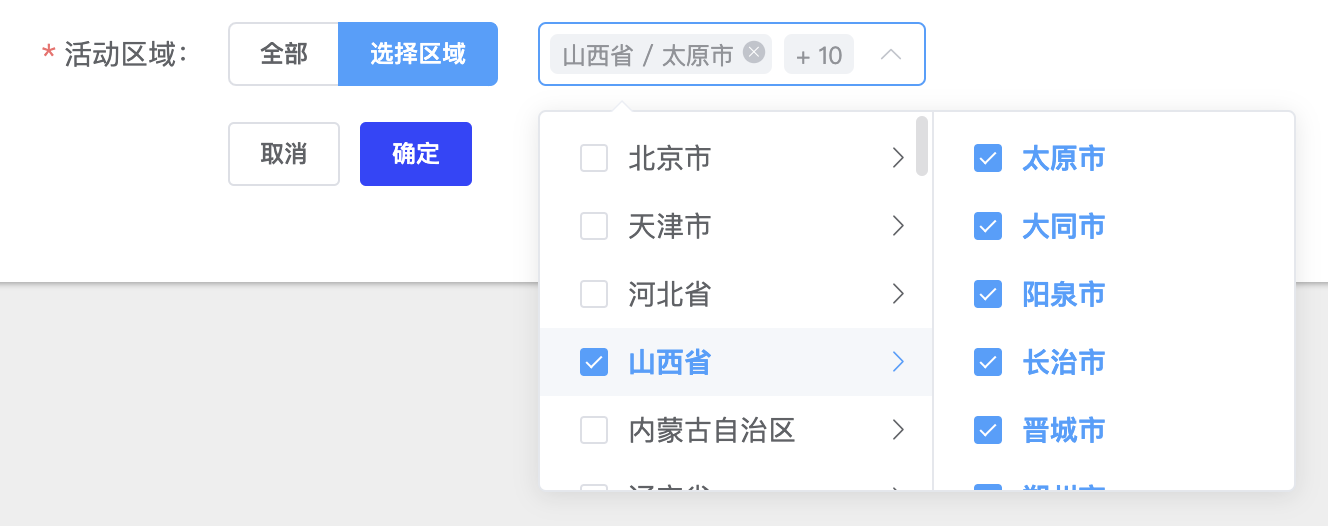 * 活动区域：
全部
选择区域
山西省 / 太原市
+ 10
取消
确定
北京市
天津市
河北省
山西省
内蒙古自治区
太原市
大同市
阳泉市
长治市
晋城市